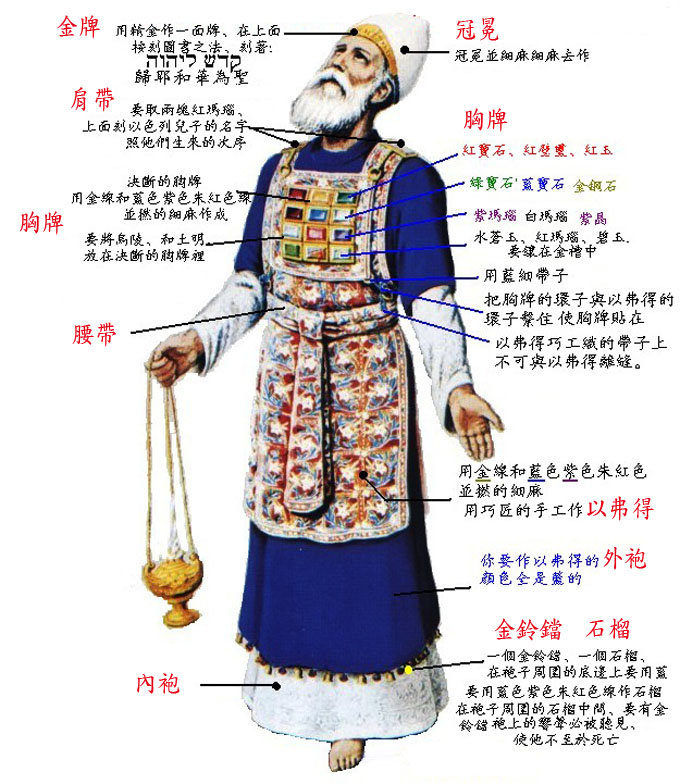 金牌
用精金作一面牌、在上面
按刻圖書之法、刻著:
קדש ליהוה
歸耶和華為聖
肩帶
要取兩塊紅瑪瑙、
上面刻以色列兒子的名字
照他們生來的次序
胸牌
決斷的胸牌
用金線和藍色紫色朱紅色線
並撚的細麻作成
要將烏陵、和土明
放在決斷的胸牌裡
腰帶
內袍
冠冕
冠冕並細麻細麻去作
胸牌
紅寶石、紅璧璽、紅玉
綠寶石'藍寶石 金鋼石
紫瑪瑙 白瑪瑙 紫晶
水蒼玉、紅瑪瑙、碧玉.
要鑲在金槽中
用藍細帶子
把胸牌的環子與以弗得的
環子繫住 使胸牌貼在
以弗得巧工織的帶子上
不可與以弗得離縫。
用金線和藍色紫色朱紅色
並撚的細麻
用巧匠的手工作 以弗得
你要作以弗得的 外袍
顏色全是藍的
金鈴鐺 石榴
一個金鈴鐺、一個石榴、
在袍子周圍的底邊上要用藍
要用藍色紫色朱紅色線作石榴
在袍子周圍的石榴中間、要有金
鈴鐺 袍上的響聲必被聽見、
使他不至於死亡